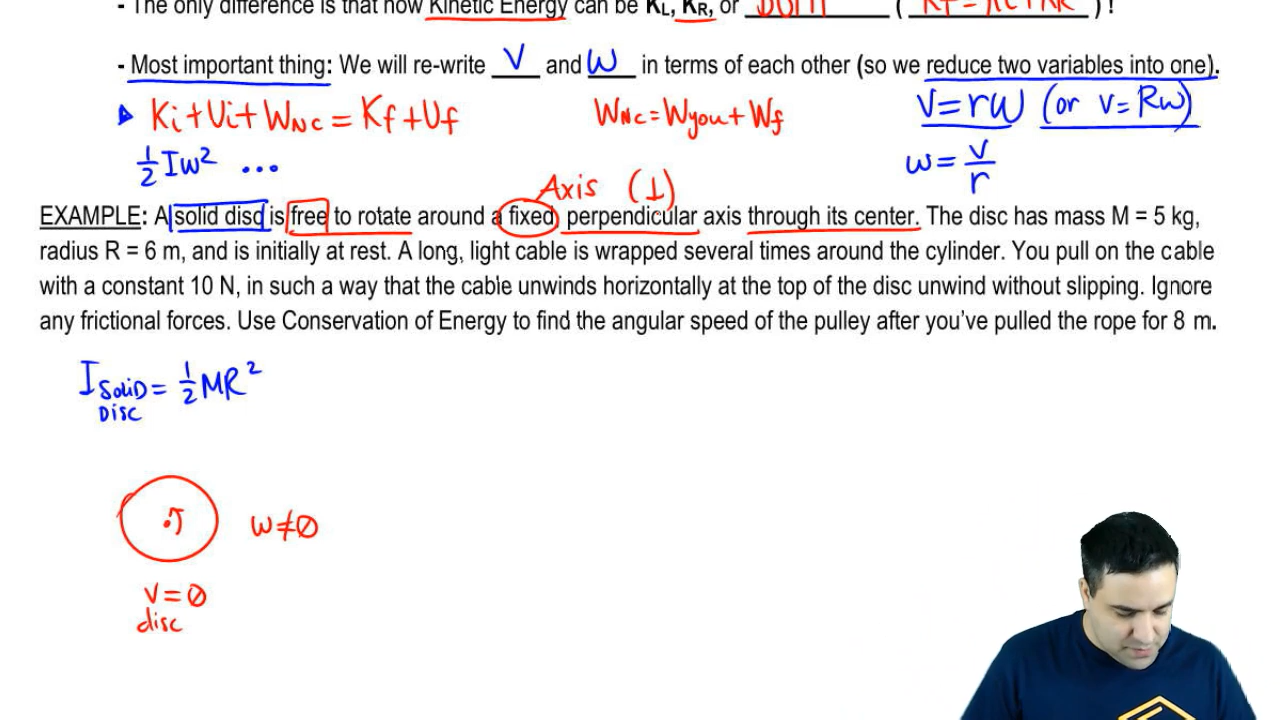 - The only difference is that now Kinetic Energy can be KL, KR, or BOTH (
- Most important thing: We will re-write V and ω in terms of each other (so we reduce two variables into one).
Ki + Ui + WNC = Kf + Uf WNC = Wyou + Wf V = rω (or v = Rω)
½Iω² ... ω = v/r
Axis (⊥)
EXAMPLE: A solid disc is free to rotate around a fixed perpendicular axis through its center. The disc has mass M = 5 kg,
radius R = 6 m, and is initially at rest. A long, light cable is wrapped several times around the cylinder. You pull on the cable
with a constant 10 N, in such a way that the cable unwinds horizontally at the top of the disc unwind without slipping. Ignore
any frictional forces. Use Conservation of Energy to find the angular speed of the pulley after you've pulled the rope for 8 m.
I SOLID DISC = ½MR²
ω ≠ 0
V = 0
disc